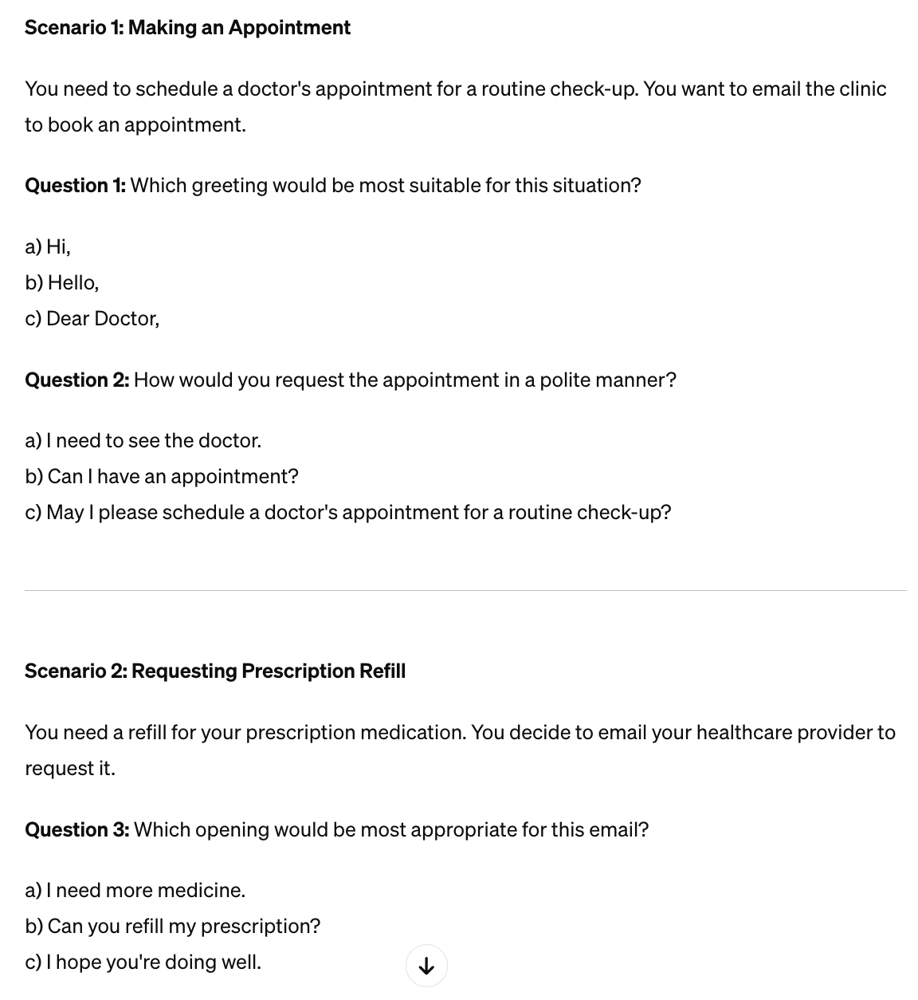 Scenario 1: Making an Appointment
You need to schedule a doctor's appointment for a routine check-up. You want to email the clinic
to book an appointment.
Question 1: Which greeting would be most suitable for this situation?
a) Hi,
b) Hello,
c) Dear Doctor,
Question 2: How would you request the appointment in a polite manner?
a) I need to see the doctor.
b) Can I have an appointment?
c) May I please schedule a doctor's appointment for a routine check-up?
Scenario 2: Requesting Prescription Refill
You need a refill for your prescription medication. You decide to email your healthcare provider to
request it.
Question 3: Which opening would be most appropriate for this email?
a) I need more medicine.
b) Can you refill my prescription?
c) I hope you're doing well.